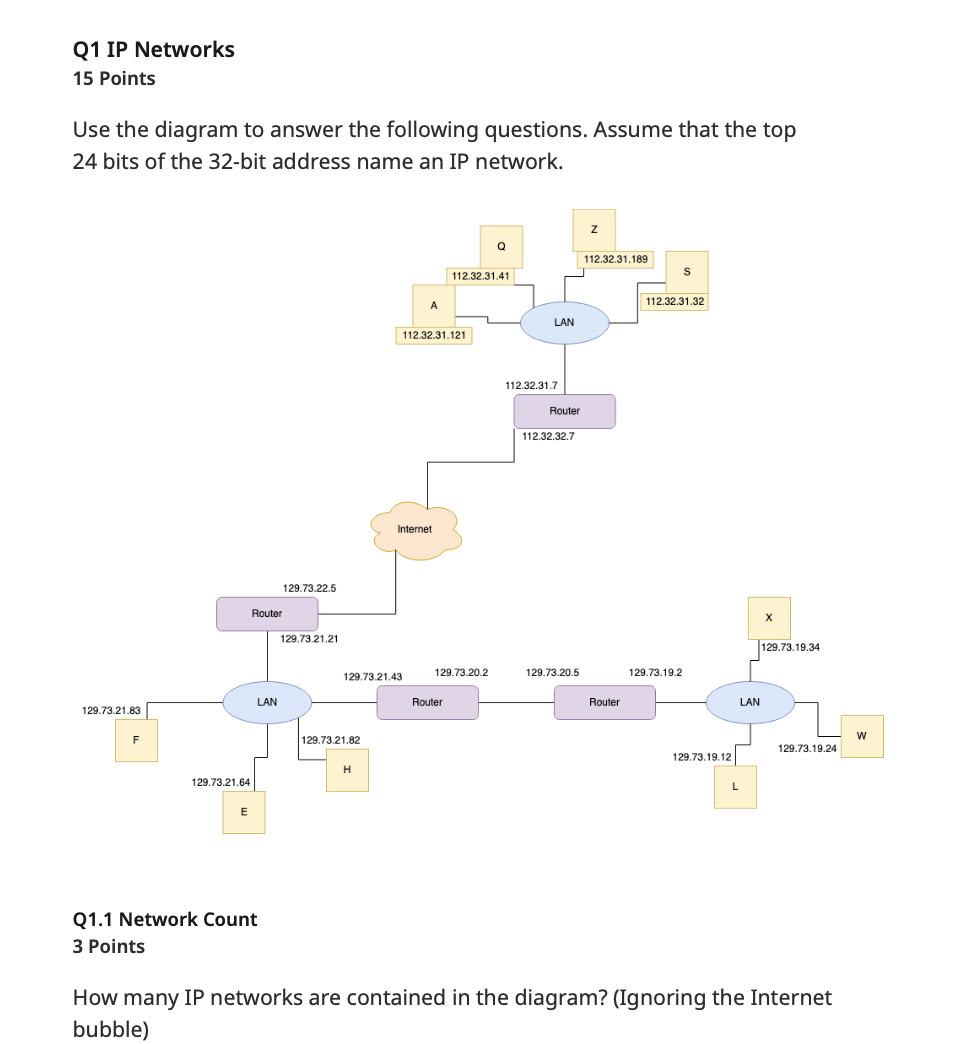 Q1 IP Networks
15 Points
Use the diagram to answer the following questions. Assume that the top
24 bits of the 32-bit address name an IP network.
Z
Q
112.32.31.189
S
112.32.31.41
A
112.32.31.32
LAN
112.32.31.121
112.32.31.7
Router
112.32.32.7
Internet
129.73.22.5
Router
129.73.21.21
X
129.73.19.34
129.73.21.43
129.73.20.2
129.73.20.5
129.73.19.2
LAN
Router
Router
LAN
129.73.21.83
F
129.73.21.82
H
129.73.21.64
E
W
129.73.19.24
129.73.19.12
L
Q1.1 Network Count
3 Points
How many IP networks are contained in the diagram? (Ignoring the Internet
bubble)